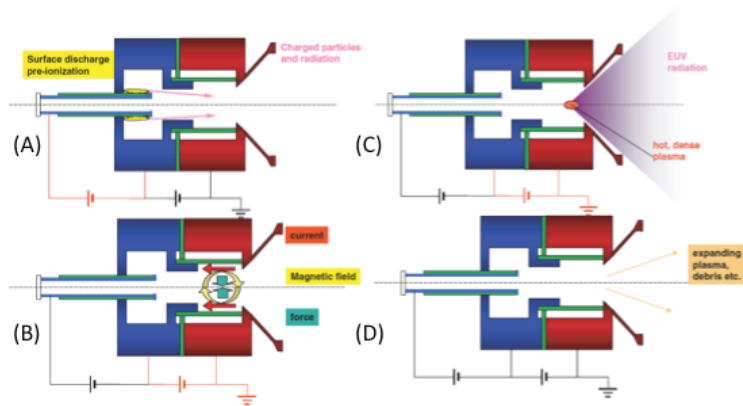 Surface discharge
pre-ionization
Charged particles
and radiation
(A)
EUV
radiation
hot, dense
plasma
(C)
current
Magnetic field
force
(B)
expanding
plasma,
debris etc.
(D)